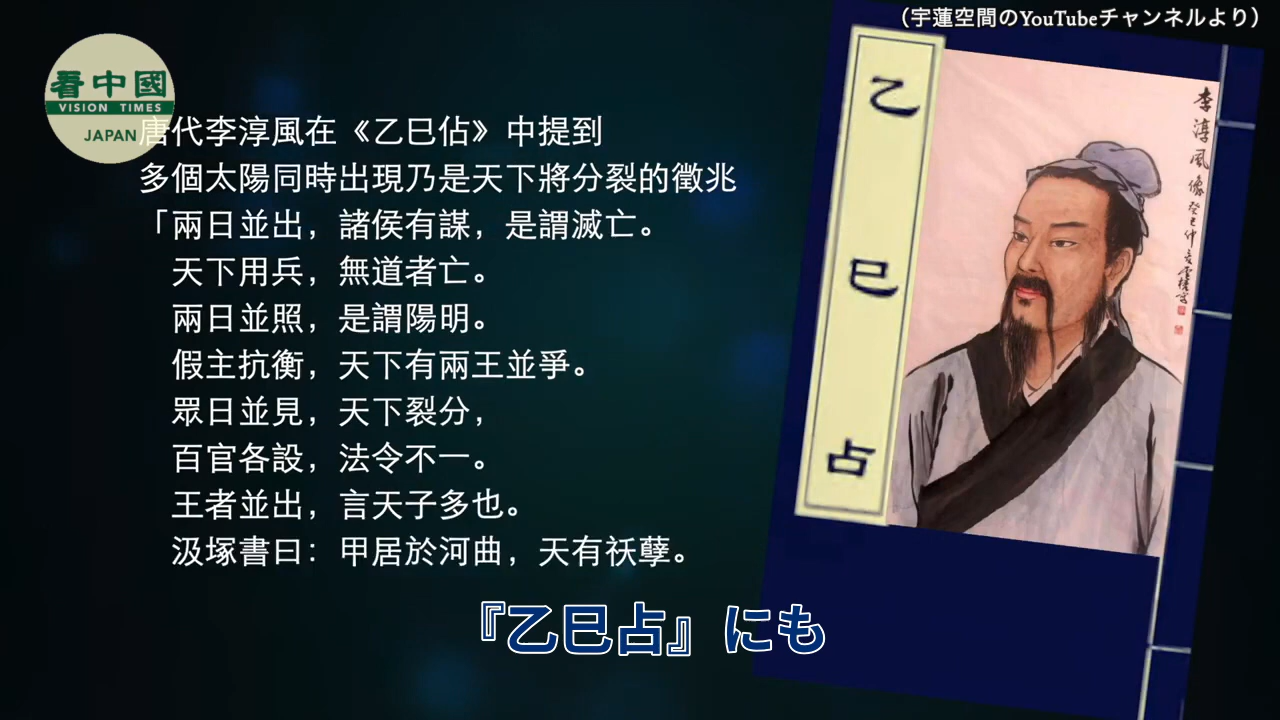 （宇蓮空間のYouTubeチャンネルより）
看中國
VISION TIMES
JAPAN
唐代李淳風在《乙巳佔》中提到
多個太陽同時出現乃是天下將分裂的徵兆
「兩日並出，諸侯有謀，是謂滅亡。
天下用兵，無道者亡。
兩日並照，是謂陽明。
假主抗衡，天下有兩王並爭。
眾日並見，天下裂分，
百官各設，法令不一。
王者並出，言天子多也。
汲塚書曰：甲居於河曲，天有祅孽。
乙巳占
李淳風像
『乙巳占』にも